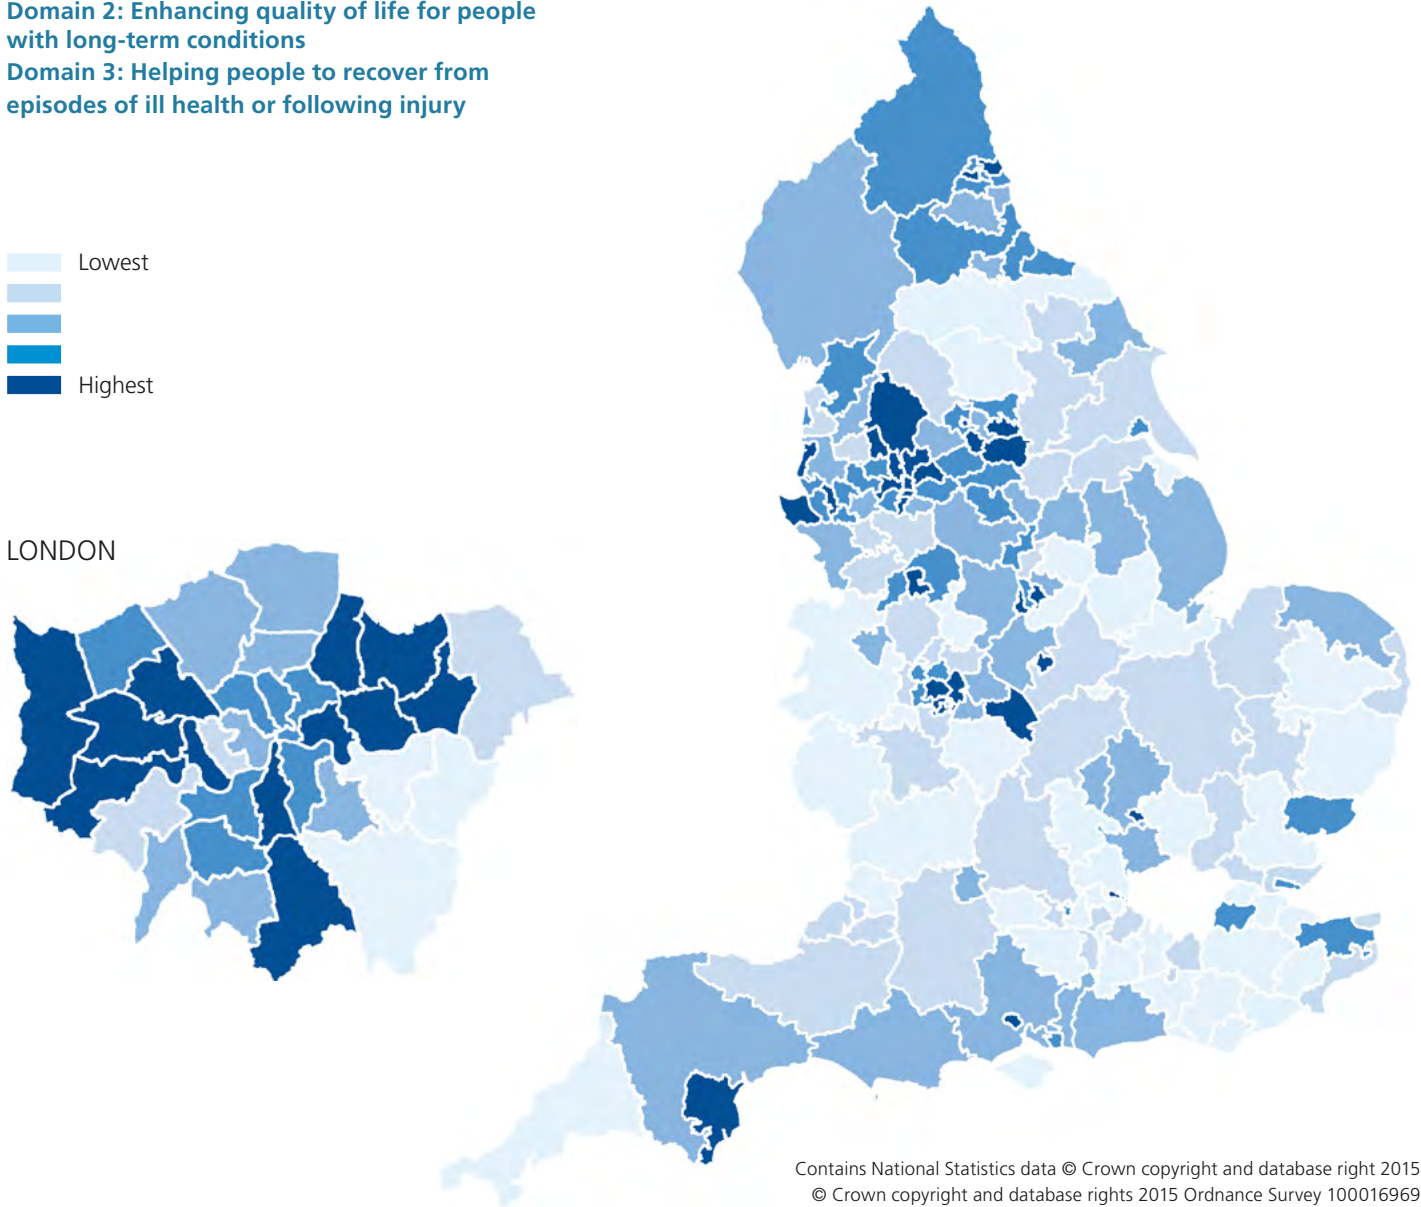 Domain 2: Enhancing quality of life for people
with long-term conditions
Domain 3: Helping people to recover from
episodes of ill health or following injury
Lowest
Highest
LONDON
Contains National Statistics data © Crown copyright and database right 2015
© Crown copyright and database rights 2015 Ordnance Survey 100016969